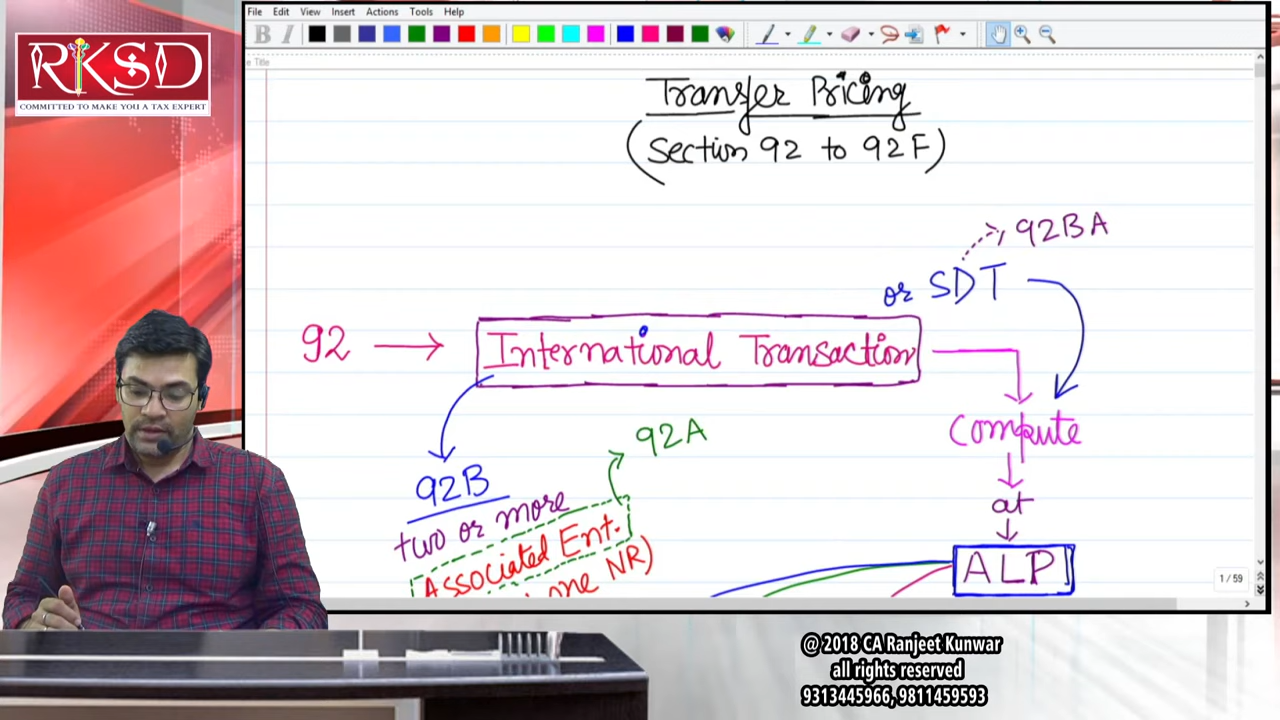 File Edit View Insert Actions Tools Help
B I
e Title
RKSD
COMMITTED TO MAKE YOU A TAX EXPERT
Transfer Pricing
(Section 92 to 92F)
92BA
or SDT
92 → International Transaction
compute
92A
92B
at
two or more
Associated Ent.
ne NR)
ALP
1 / 59
@ 2018 CA Ranjeet Kunwar
all rights reserved
9313445966, 9811459593